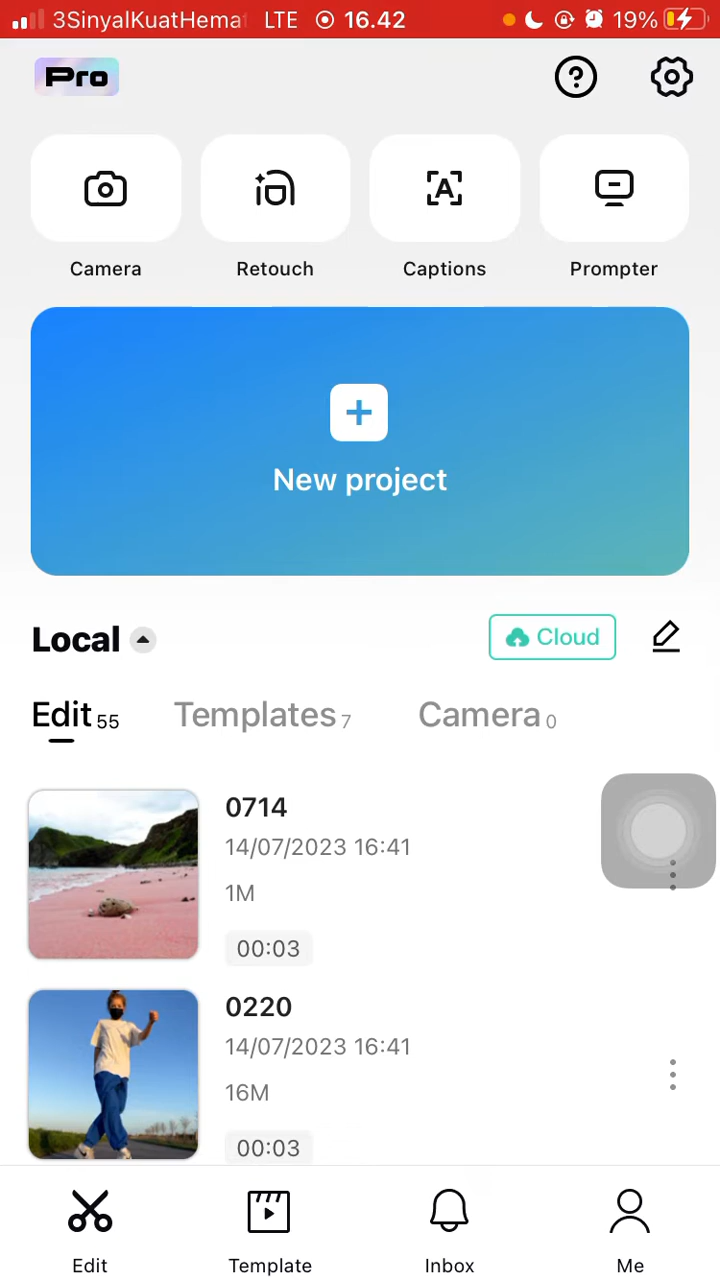 3SinyalKuatHema LTE 16.42 19%
Pro
Camera Retouch Captions Prompter
New project
Local Cloud
Edit 55 Templates 7 Camera 0
0714
14/07/2023 16:41
1M
00:03
0220
14/07/2023 16:41
16M
00:03
Edit Template Inbox Me